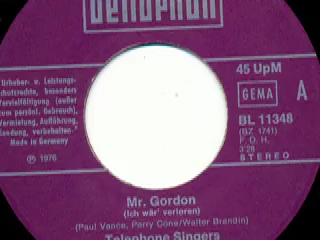 Bellaphon
Urheber- u. Leistungs-
schutzrechte, besonders
Vervielfältigung (außer
zum persönl. Gebrauch),
Vermietung, Aufführung,
Sendung, vorbehalten-
Made in Germany
Ⓟ 1976
45 UpM
GEMA
A
BL 11348
(BZ 1741)
P. O. H.
3'28
STEREO
Mr. Gordon
(Ich wär' verloren)
(Paul Vance, Perry Cone/Walter Brandin)
Telephone Singers